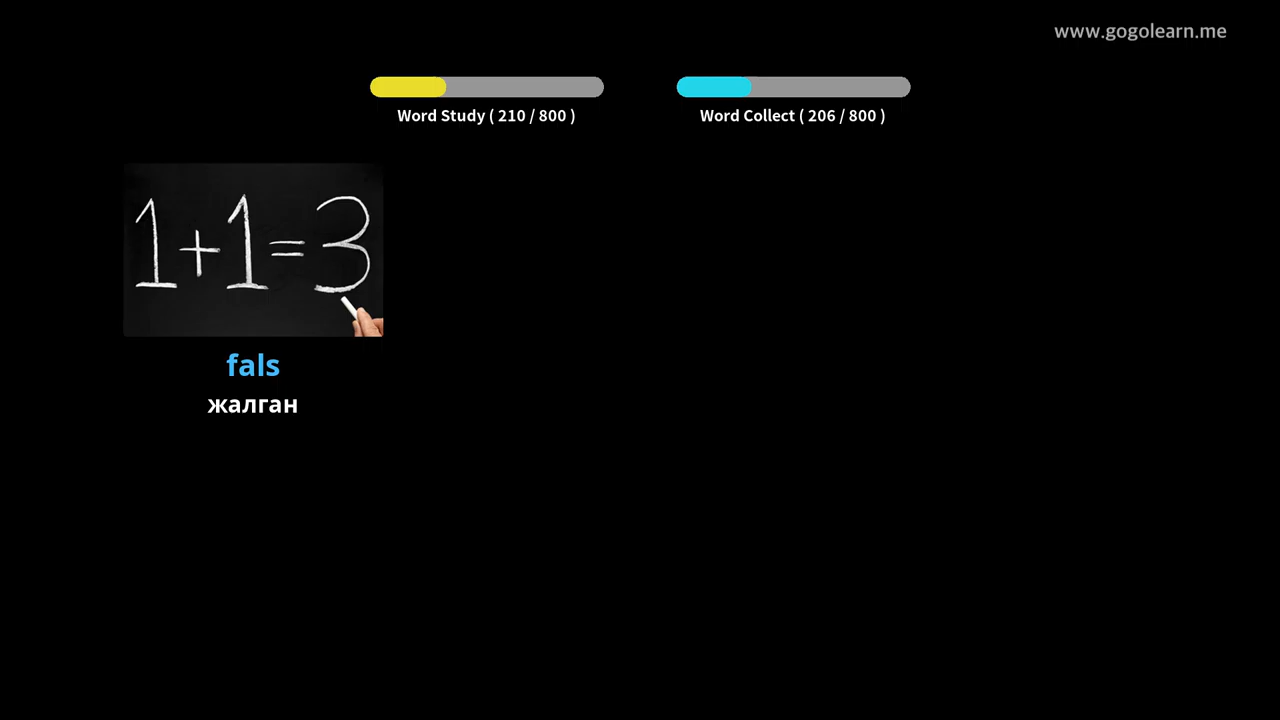 www.gogolearn.me
Word Study ( 210 / 800 )
Word Collect ( 206 / 800 )
1+1=3
fals
жалган